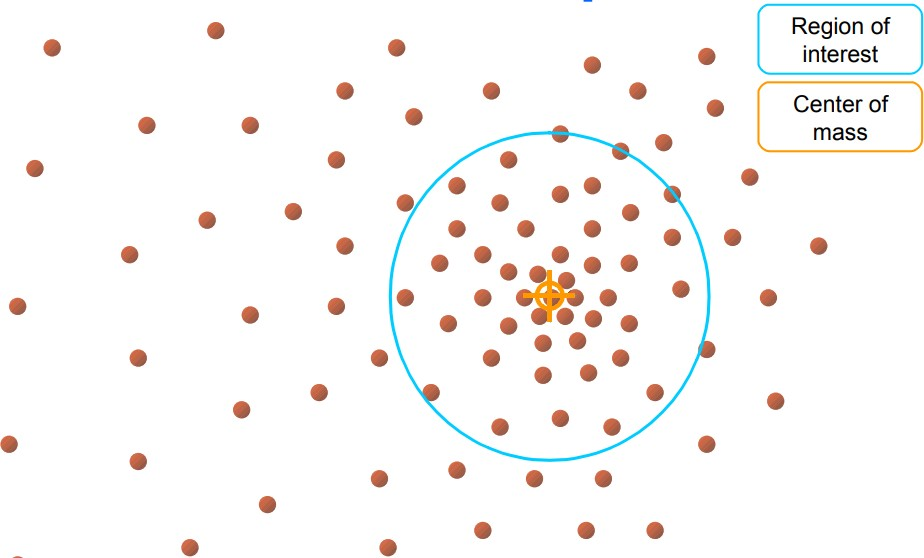 Region of
interest
Center of
mass